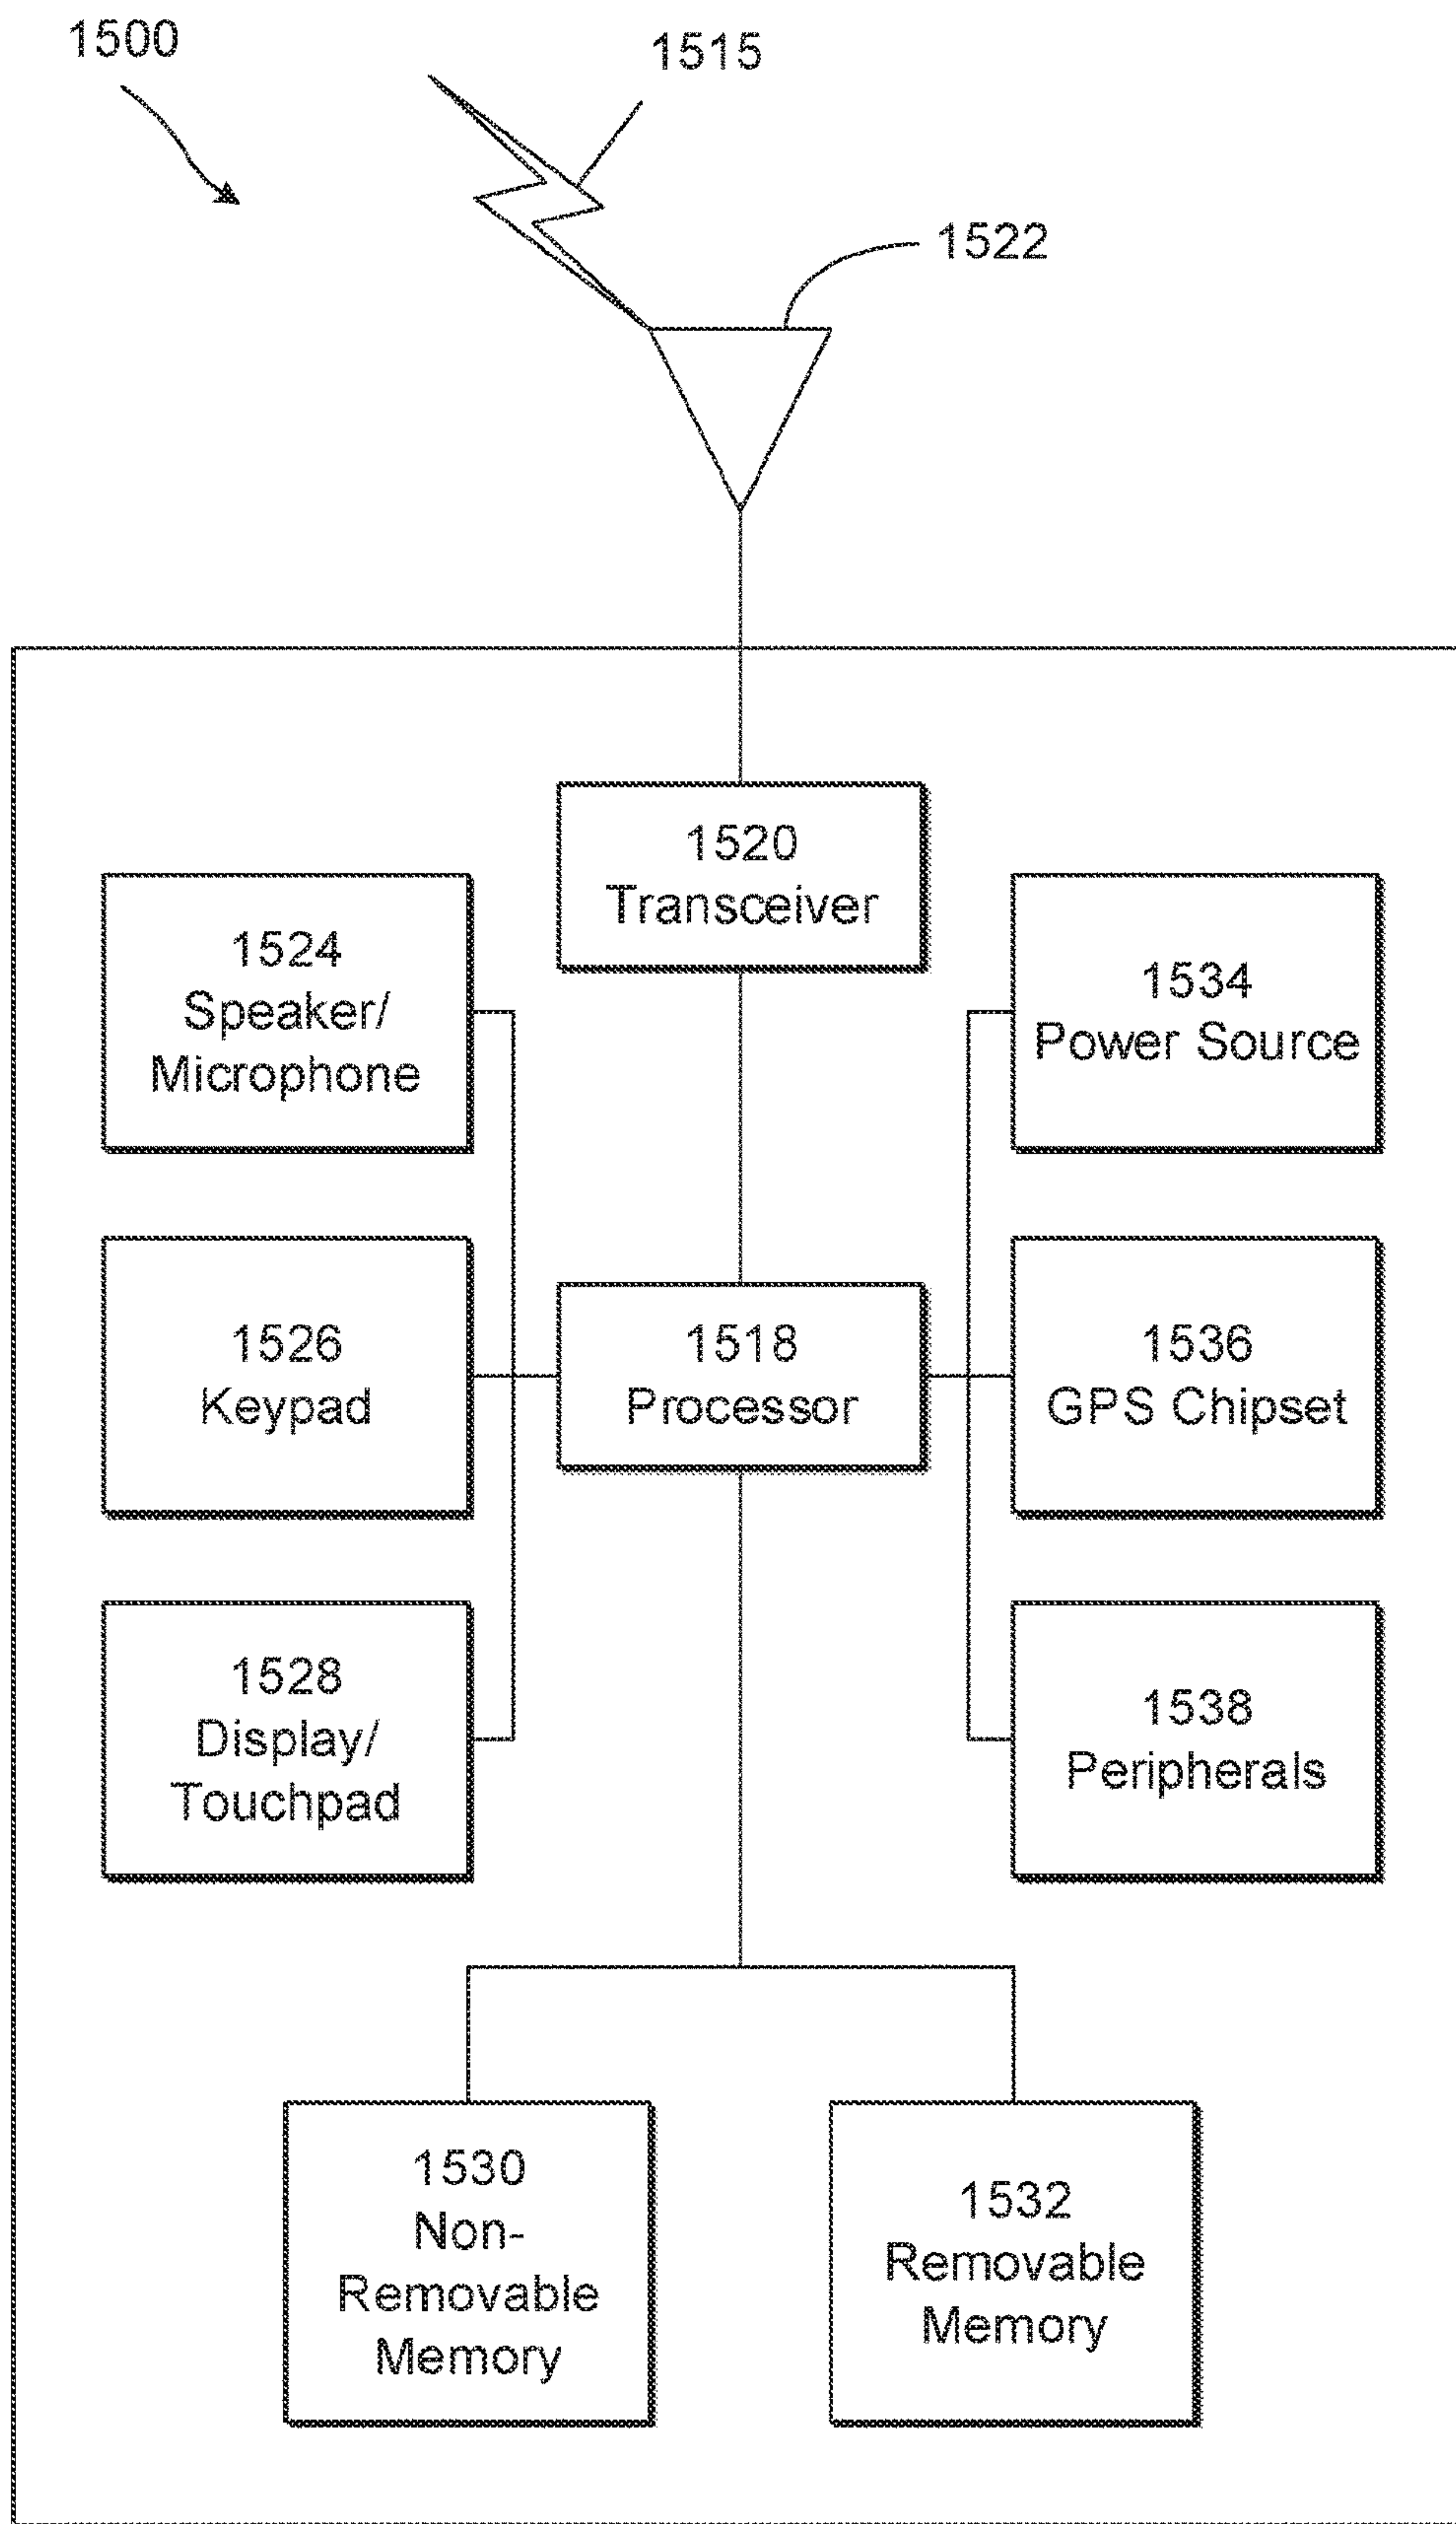 1500
1515
1522
1520
Transceiver
1524
Speaker/
Microphone
1534
Power Source
1526
Keypad
1518
Processor
1536
GPS Chipset
1528
Display/
Touchpad
1538
Peripherals
1530
Non-
Removable
Memory
1532
Removable
Memory